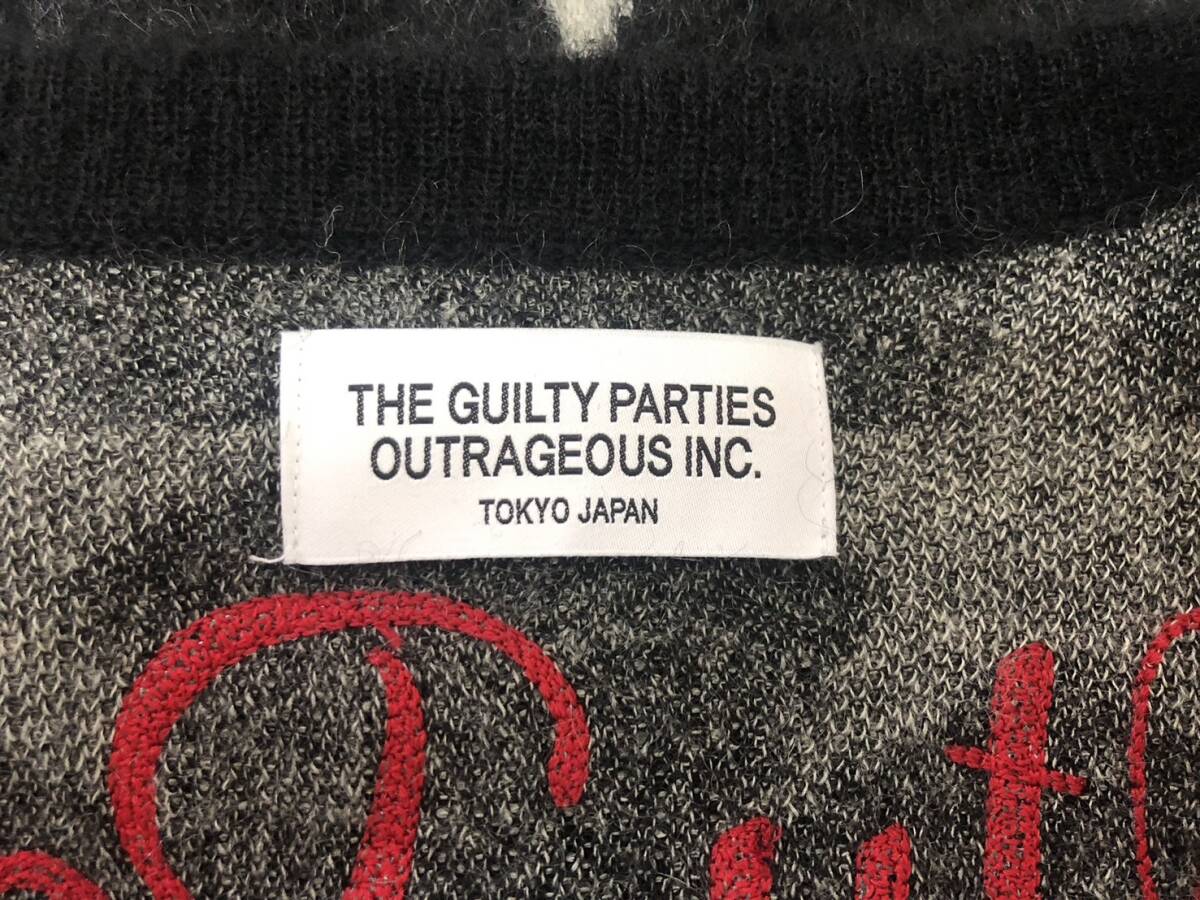 THE GUILTY PARTIES
OUTRAGEOUS INC.
TOKYO JAPAN